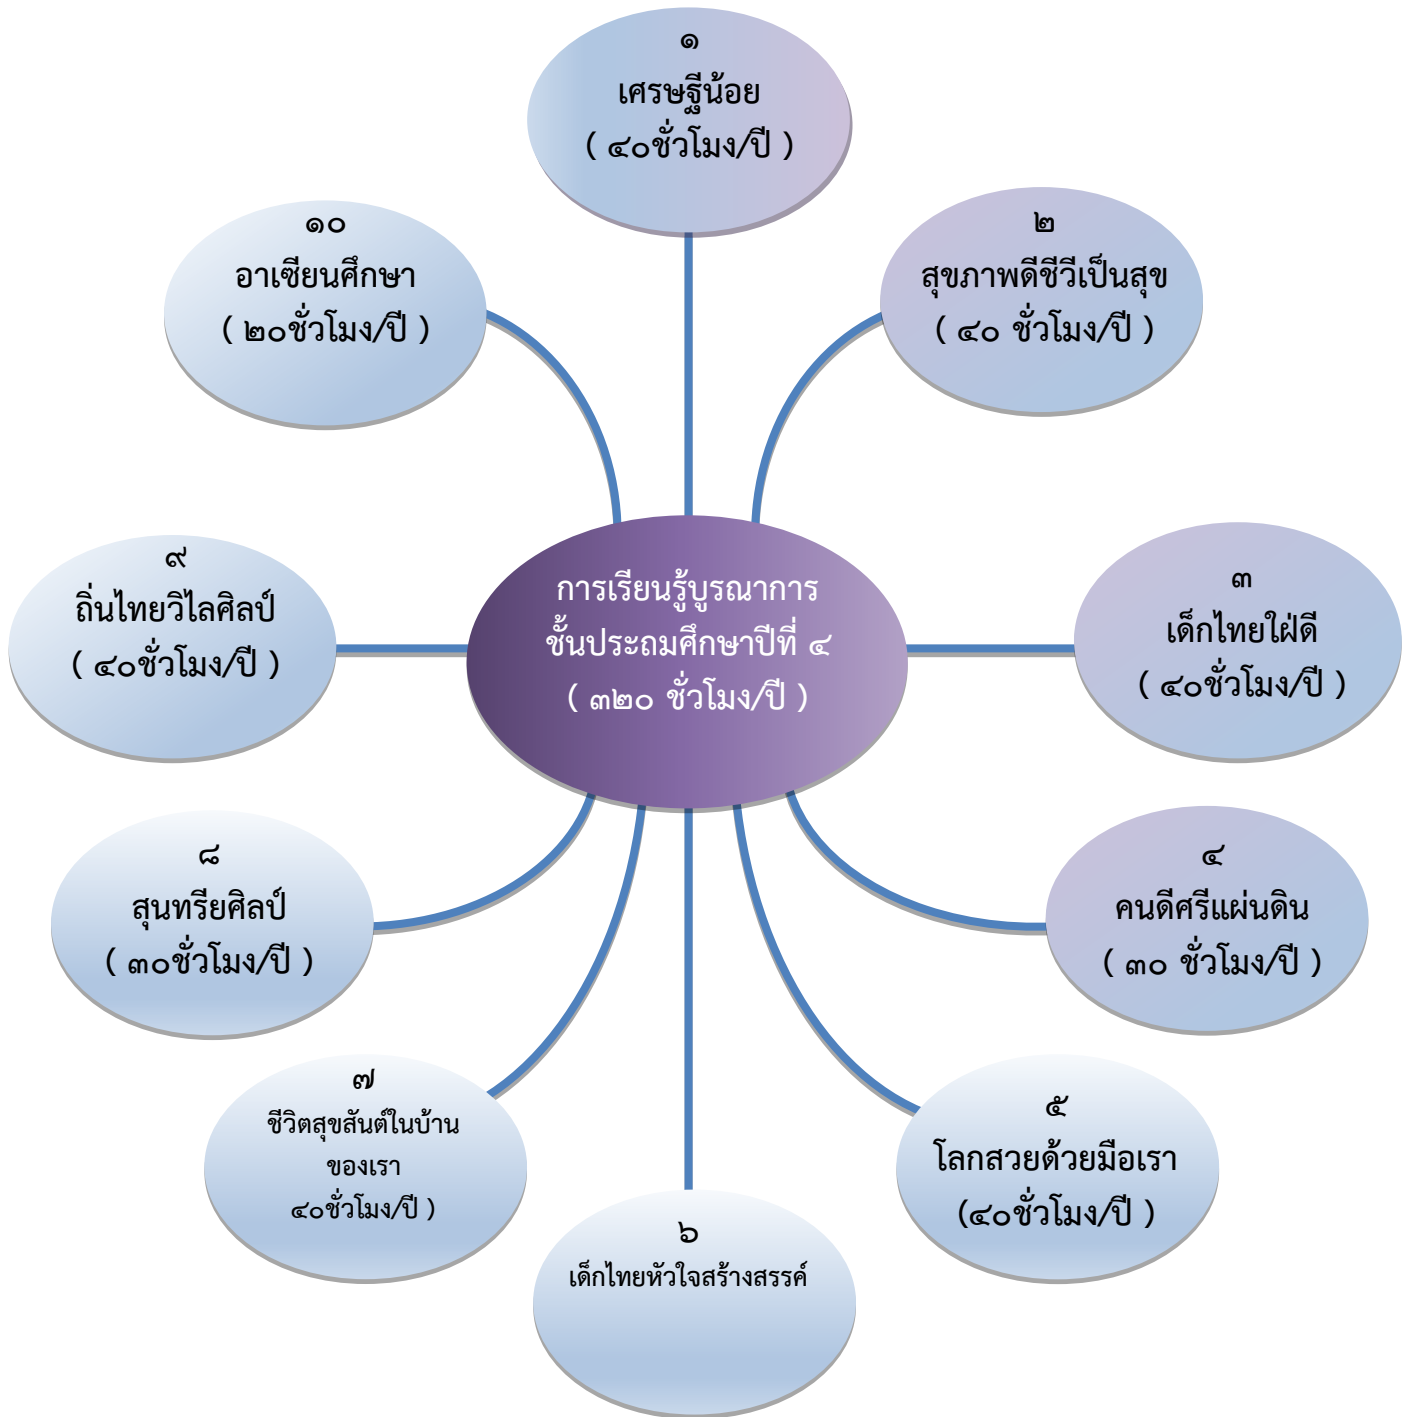 ๑
เศรษฐีน้อย
( ๔๐ชั่วโมง/ปี )
๒
สุขภาพดีชีวีเป็นสุข
( ๔๐ ชั่วโมง/ปี )
๓
เด็กไทยใฝ่ดี
( ๔๐ชั่วโมง/ปี )
๔
คนดีศรีแผ่นดิน
( ๓๐ ชั่วโมง/ปี )
๕
โลกสวยด้วยมือเรา
(๔๐ชั่วโมง/ปี )
๖
เด็กไทยหัวใจสร้างสรรค์
๗
ชีวิตสุขสันต์ในบ้าน
ของเรา
๔๐ชั่วโมง/ปี )
๘
สุนทรียศิลป์
( ๓๐ชั่วโมง/ปี )
๙
ถิ่นไทยวิไลศิลป์
( ๔๐ชั่วโมง/ปี )
๑๐
อาเซียนศึกษา
( ๒๐ชั่วโมง/ปี )
การเรียนรู้บูรณาการ
ชั้นประถมศึกษาปีที่ ๔
( ๓๒๐ ชั่วโมง/ปี )